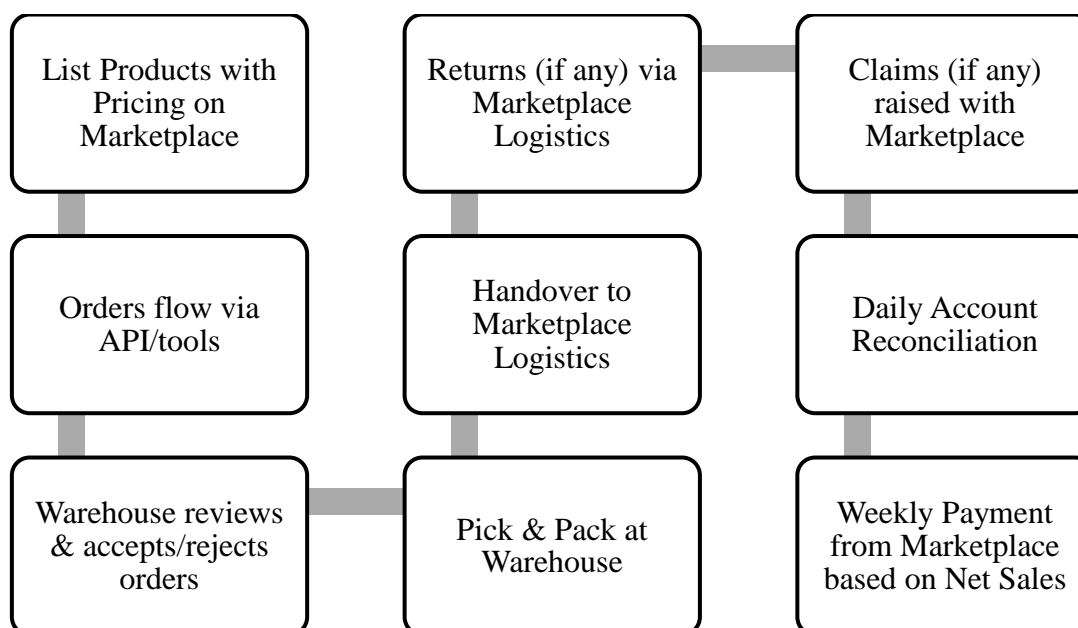 List Products with
Pricing on
Marketplace
Orders flow via
API/tools
Warehouse reviews
& accepts/rejects
orders
Pick & Pack at
Warehouse
Handover to
Marketplace
Logistics
Returns (if any) via
Marketplace
Logistics
Claims (if any)
raised with
Marketplace
Daily Account
Reconciliation
Weekly Payment
from Marketplace
based on Net Sales